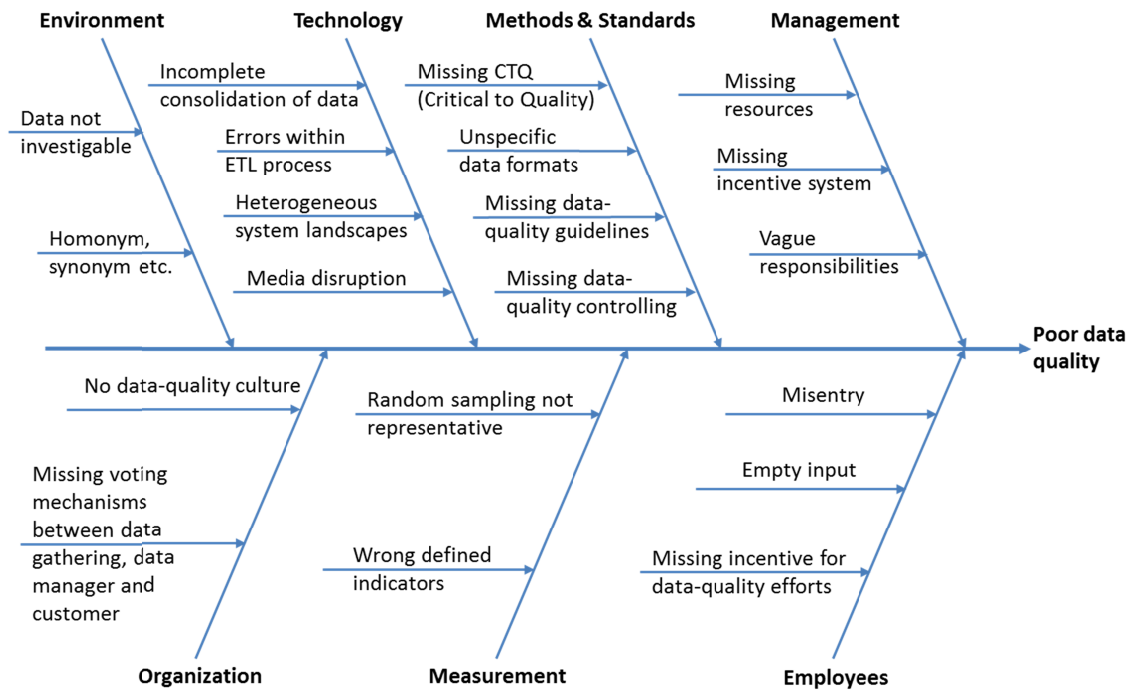 Environment
Technology
Methods & Standards
Management
Data not
investigable
Homonym,
synonym etc.
Incomplete
consolidation of data
Errors within
ETL process
Heterogeneous
system landscapes
Media disruption
Missing CTQ
(Critical to Quality)
Unspecific
data formats
Missing data-
quality guidelines
Missing data-
quality controlling
Missing
resources
Missing
incentive system
Vague
responsibilities
Poor data
quality
No data-quality culture
Missing voting
mechanisms
between data
gathering, data
manager and
customer
Random sampling not
representative
Wrong defined
indicators
Misentry
Empty input
Missing incentive for
data-quality efforts
Organization
Measurement
Employees